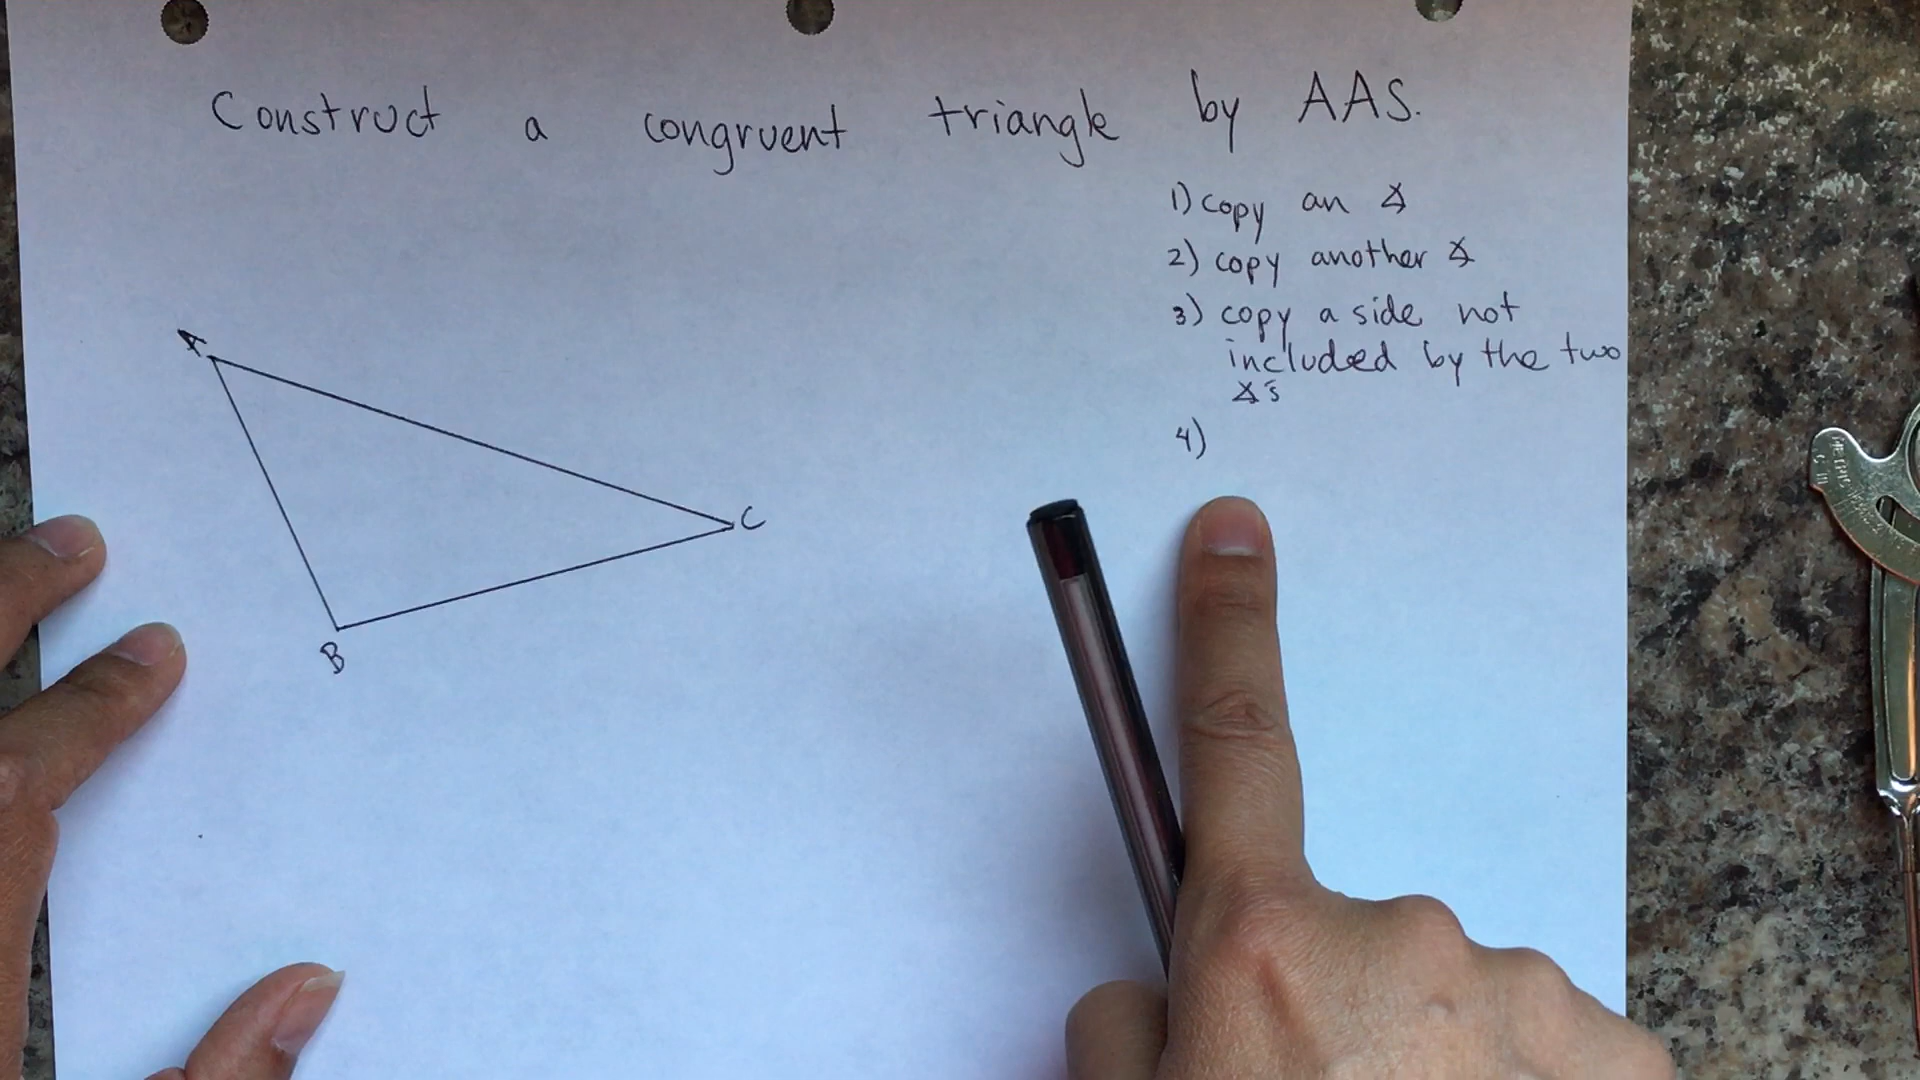 Construct a congruent triangle by AAS.
1) copy an ∡
2) copy another ∡
3) copy a side not
included by the two
∡s
4)
A
C
B